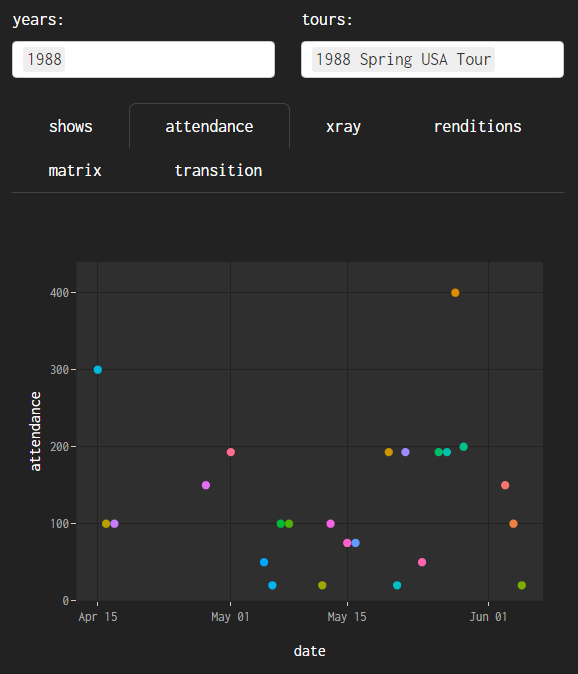 years: tours:
1988 1988 Spring USA Tour
shows attendance xray renditions
matrix transition
400
300
attendance
200
100
0
Apr 15 May 01 May 15 Jun 01
date